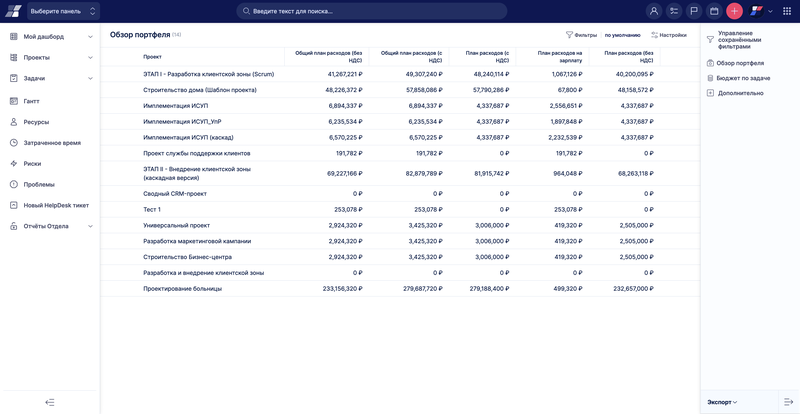 Выберите панель
Введите текст для поиска...
Мой дашборд
Проекты
Задачи
Гантт
Ресурсы
Затраченное время
Риски
Проблемы
Новый HelpDesk тикет
Отчёты Отдела
Обзор портфеля (14)
Фильтры по умолчанию Настройки
Проект Общий план расходов (без НДС) Общий план расходов (с НДС) План расходов (с НДС) План расходов на зарплату План расходов (без НДС)
ЭТАП I - Разработка клиентской зоны (Scrum) 41,267,221 ₽ 49,307,240 ₽ 48,240,114 ₽ 1,067,126 ₽ 40,200,095 ₽
Строительство дома (Шаблон проекта) 48,226,372 ₽ 57,858,086 ₽ 57,790,286 ₽ 67,800 ₽ 48,158,572 ₽
Имплементация ИСУП 6,894,337 ₽ 6,894,337 ₽ 4,337,687 ₽ 2,556,651 ₽ 4,337,687 ₽
Имплементация ИСУП_УпР 6,235,534 ₽ 6,235,534 ₽ 4,337,687 ₽ 1,897,848 ₽ 4,337,687 ₽
Имплементация ИСУП (каскад) 6,570,225 ₽ 6,570,225 ₽ 4,337,687 ₽ 2,232,539 ₽ 4,337,687 ₽
Проект службы поддержки клиентов 191,782 ₽ 191,782 ₽ 0 ₽ 191,782 ₽ 0 ₽
ЭТАП II - Внедрение клиентской зоны (каскадная версия) 69,227,166 ₽ 82,879,789 ₽ 81,915,742 ₽ 964,048 ₽ 68,263,118 ₽
Сводный CRM-проект 0 ₽ 0 ₽ 0 ₽ 0 ₽ 0 ₽
Тест 1 253,078 ₽ 253,078 ₽ 0 ₽ 253,078 ₽ 0 ₽
Универсальный проект 2,924,320 ₽ 3,425,320 ₽ 3,006,000 ₽ 419,320 ₽ 2,505,000 ₽
Разработка маркетинговой кампании 2,924,320 ₽ 3,425,320 ₽ 3,006,000 ₽ 419,320 ₽ 2,505,000 ₽
Строительство Бизнес-центра 2,924,320 ₽ 3,425,320 ₽ 3,006,000 ₽ 419,320 ₽ 2,505,000 ₽
Разработка и внедрение клиентской зоны 0 ₽ 0 ₽ 0 ₽ 0 ₽ 0 ₽
Проектирование больницы 233,156,320 ₽ 279,687,720 ₽ 279,188,400 ₽ 499,320 ₽ 232,657,000 ₽
Управление
сохранёнными
фильтрами
Обзор портфеля
Бюджет по задаче
Дополнительно
Экспорт